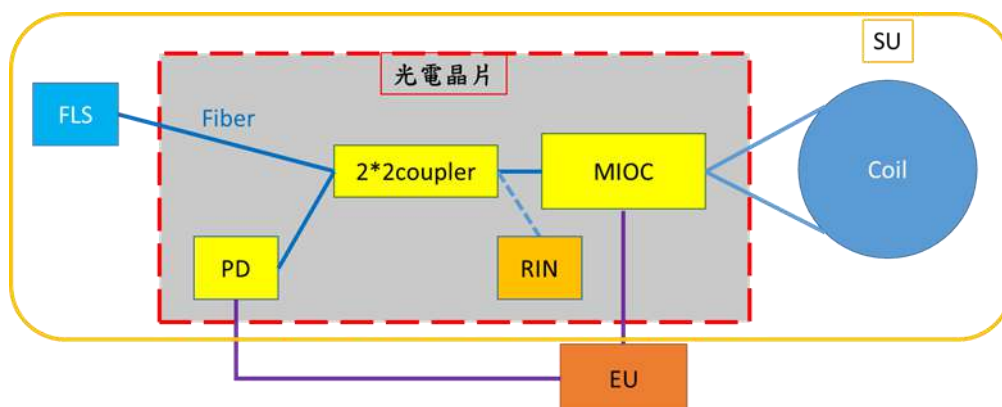 SU
光電晶片
FLS
Fiber
2*2coupler
MIOC
Coil
PD
RIN
EU